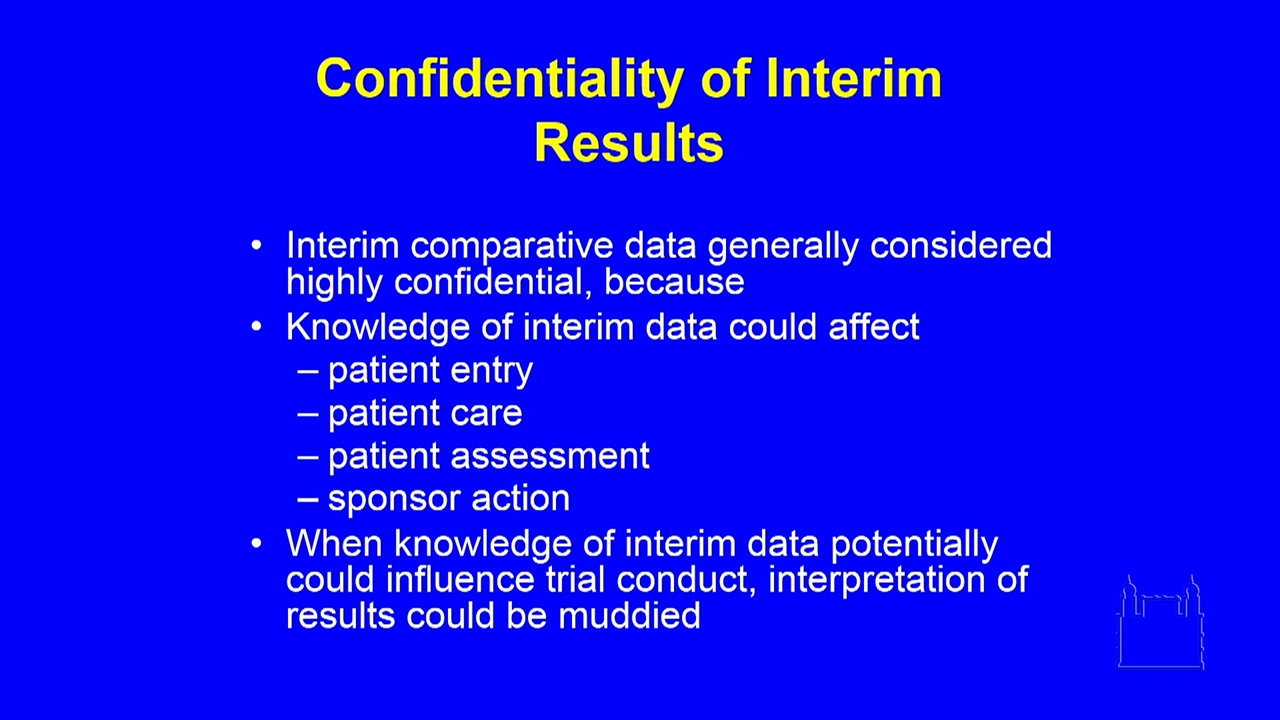 Confidentiality of Interim
Results
• Interim comparative data generally considered
highly confidential, because
• Knowledge of interim data could affect
– patient entry
– patient care
– patient assessment
– sponsor action
• When knowledge of interim data potentially
could influence trial conduct, interpretation of
results could be muddied